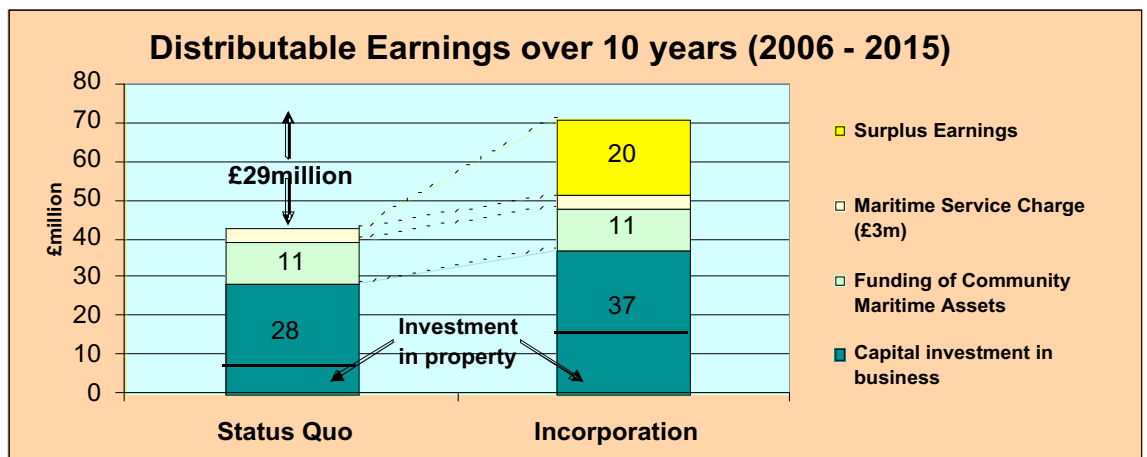 Distributable Earnings over 10 years (2006 - 2015)
£million
80
70
60
50
40
30
20
10
0
£29million
11
28
20
11
37
Investment
in property
Status Quo
Incorporation
Surplus Earnings
Maritime Service Charge
(£3m)
Funding of Community
Maritime Assets
Capital investment in
business